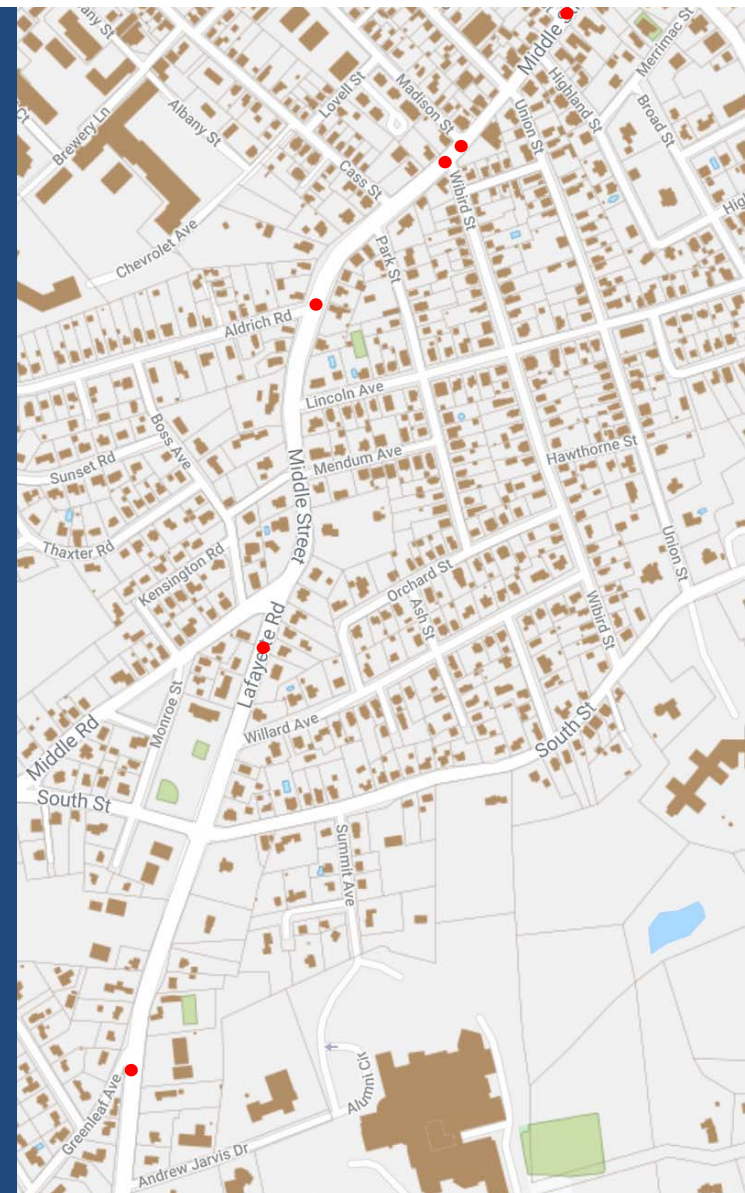 Middle
Merrimac St
Highland St
Broad St
Union St
Madison St
Lovell St
Albany St
Brewery Ln
Cass St
Wibird St
Park St
Chevrolet Ave
Aldrich Rd
Lincoln Ave
Mendum Ave
Boss Ave
Sunset Rd
Thaxter Rd
Middle Street
Hawthorne St
Kensington Rd
Union St
Orchard St
Ash St
Wibird St
Lafayette Rd
Monroe St
Willard Ave
Middle Rd
South St
South St
Summit Ave
Alumni Cir
Greenleaf Ave
Andrew Jarvis Dr